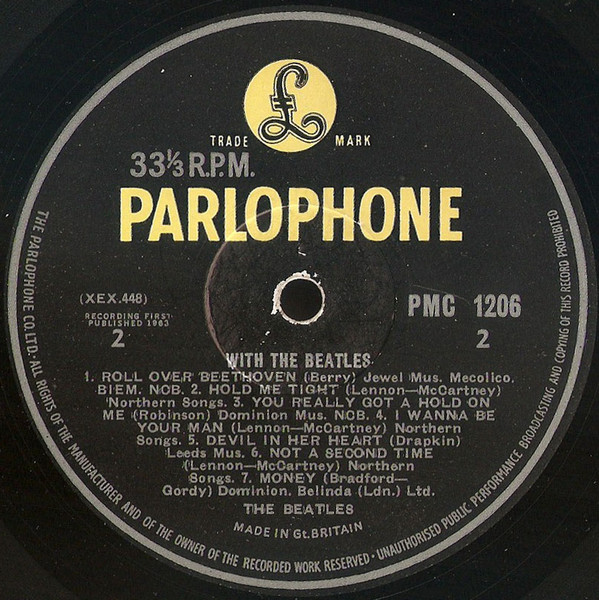 £
TRADE MARK
33⅓ R.P.M.
PARLOPHONE
(XEX.448)
RECORDING FIRST
PUBLISHED 1963
2
PMC 1206
2
WITH THE BEATLES
1. ROLL OVER BEETHOVEN (Berry) Jewel Mus. Mecolico.
BIEM. NCB. 2. HOLD ME TIGHT (Lennon—McCartney)
Northern Songs. 3. YOU REALLY GOT A HOLD ON
ME (Robinson) Dominion Mus. NCB. 4. I WANNA BE
YOUR MAN (Lennon—McCartney) Northern
Songs. 5. DEVIL IN HER HEART (Drapkin)
Leeds Mus. 6. NOT A SECOND TIME
(Lennon—McCartney) Northern
Songs. 7. MONEY (Bradford—
Gordy) Dominion. Belinda (Ldn.) Ltd.
THE BEATLES
MADE IN Gt. BRITAIN
THE PARLOPHONE CO. LTD. · ALL RIGHTS OF THE MANUFACTURER AND OF THE OWNER OF THE RECORDED WORK RESERVED · UNAUTHORISED PUBLIC PERFORMANCE BROADCASTING AND COPYING OF THIS RECORD PROHIBITED